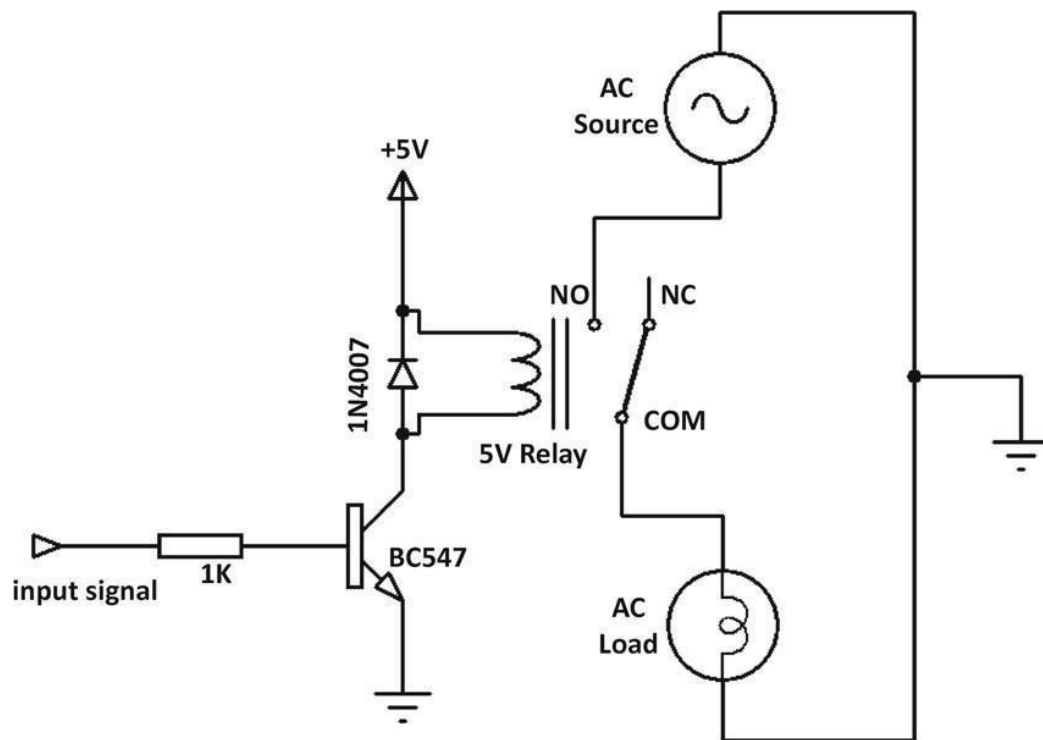 AC
Source
+5V
NO
NC
1N4007
COM
5V Relay
BC547
1K
input signal
AC
Load